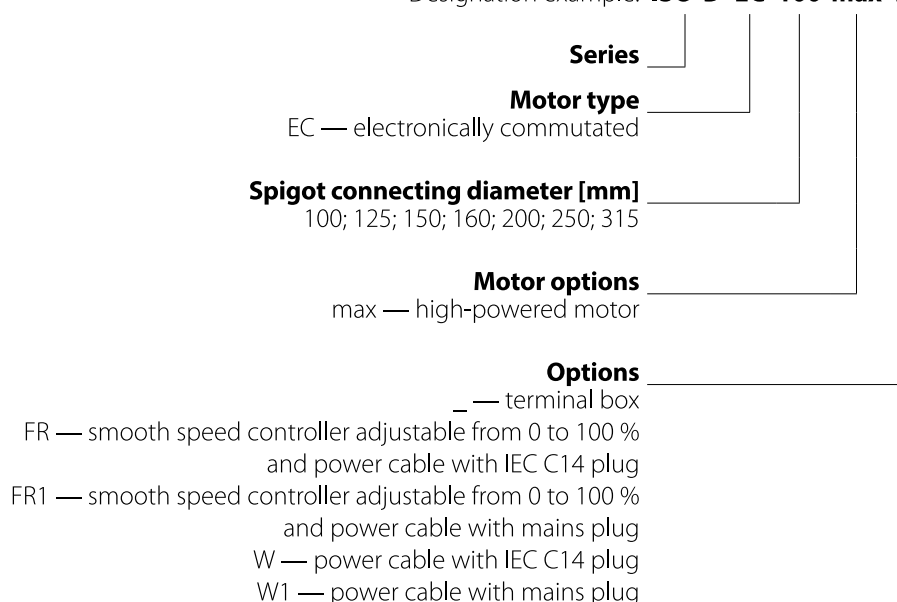 Designation example:
Series
Motor type
EC — electronically commutated
Spigot connecting diameter [mm]
100; 125; 150; 160; 200; 250; 315
Motor options
max — high-powered motor
Options
_ — terminal box
FR — smooth speed controller adjustable from 0 to 100 %
and power cable with IEC C14 plug
FR1 — smooth speed controller adjustable from 0 to 100 %
and power cable with mains plug
W — power cable with IEC C14 plug
W1 — power cable with mains plug